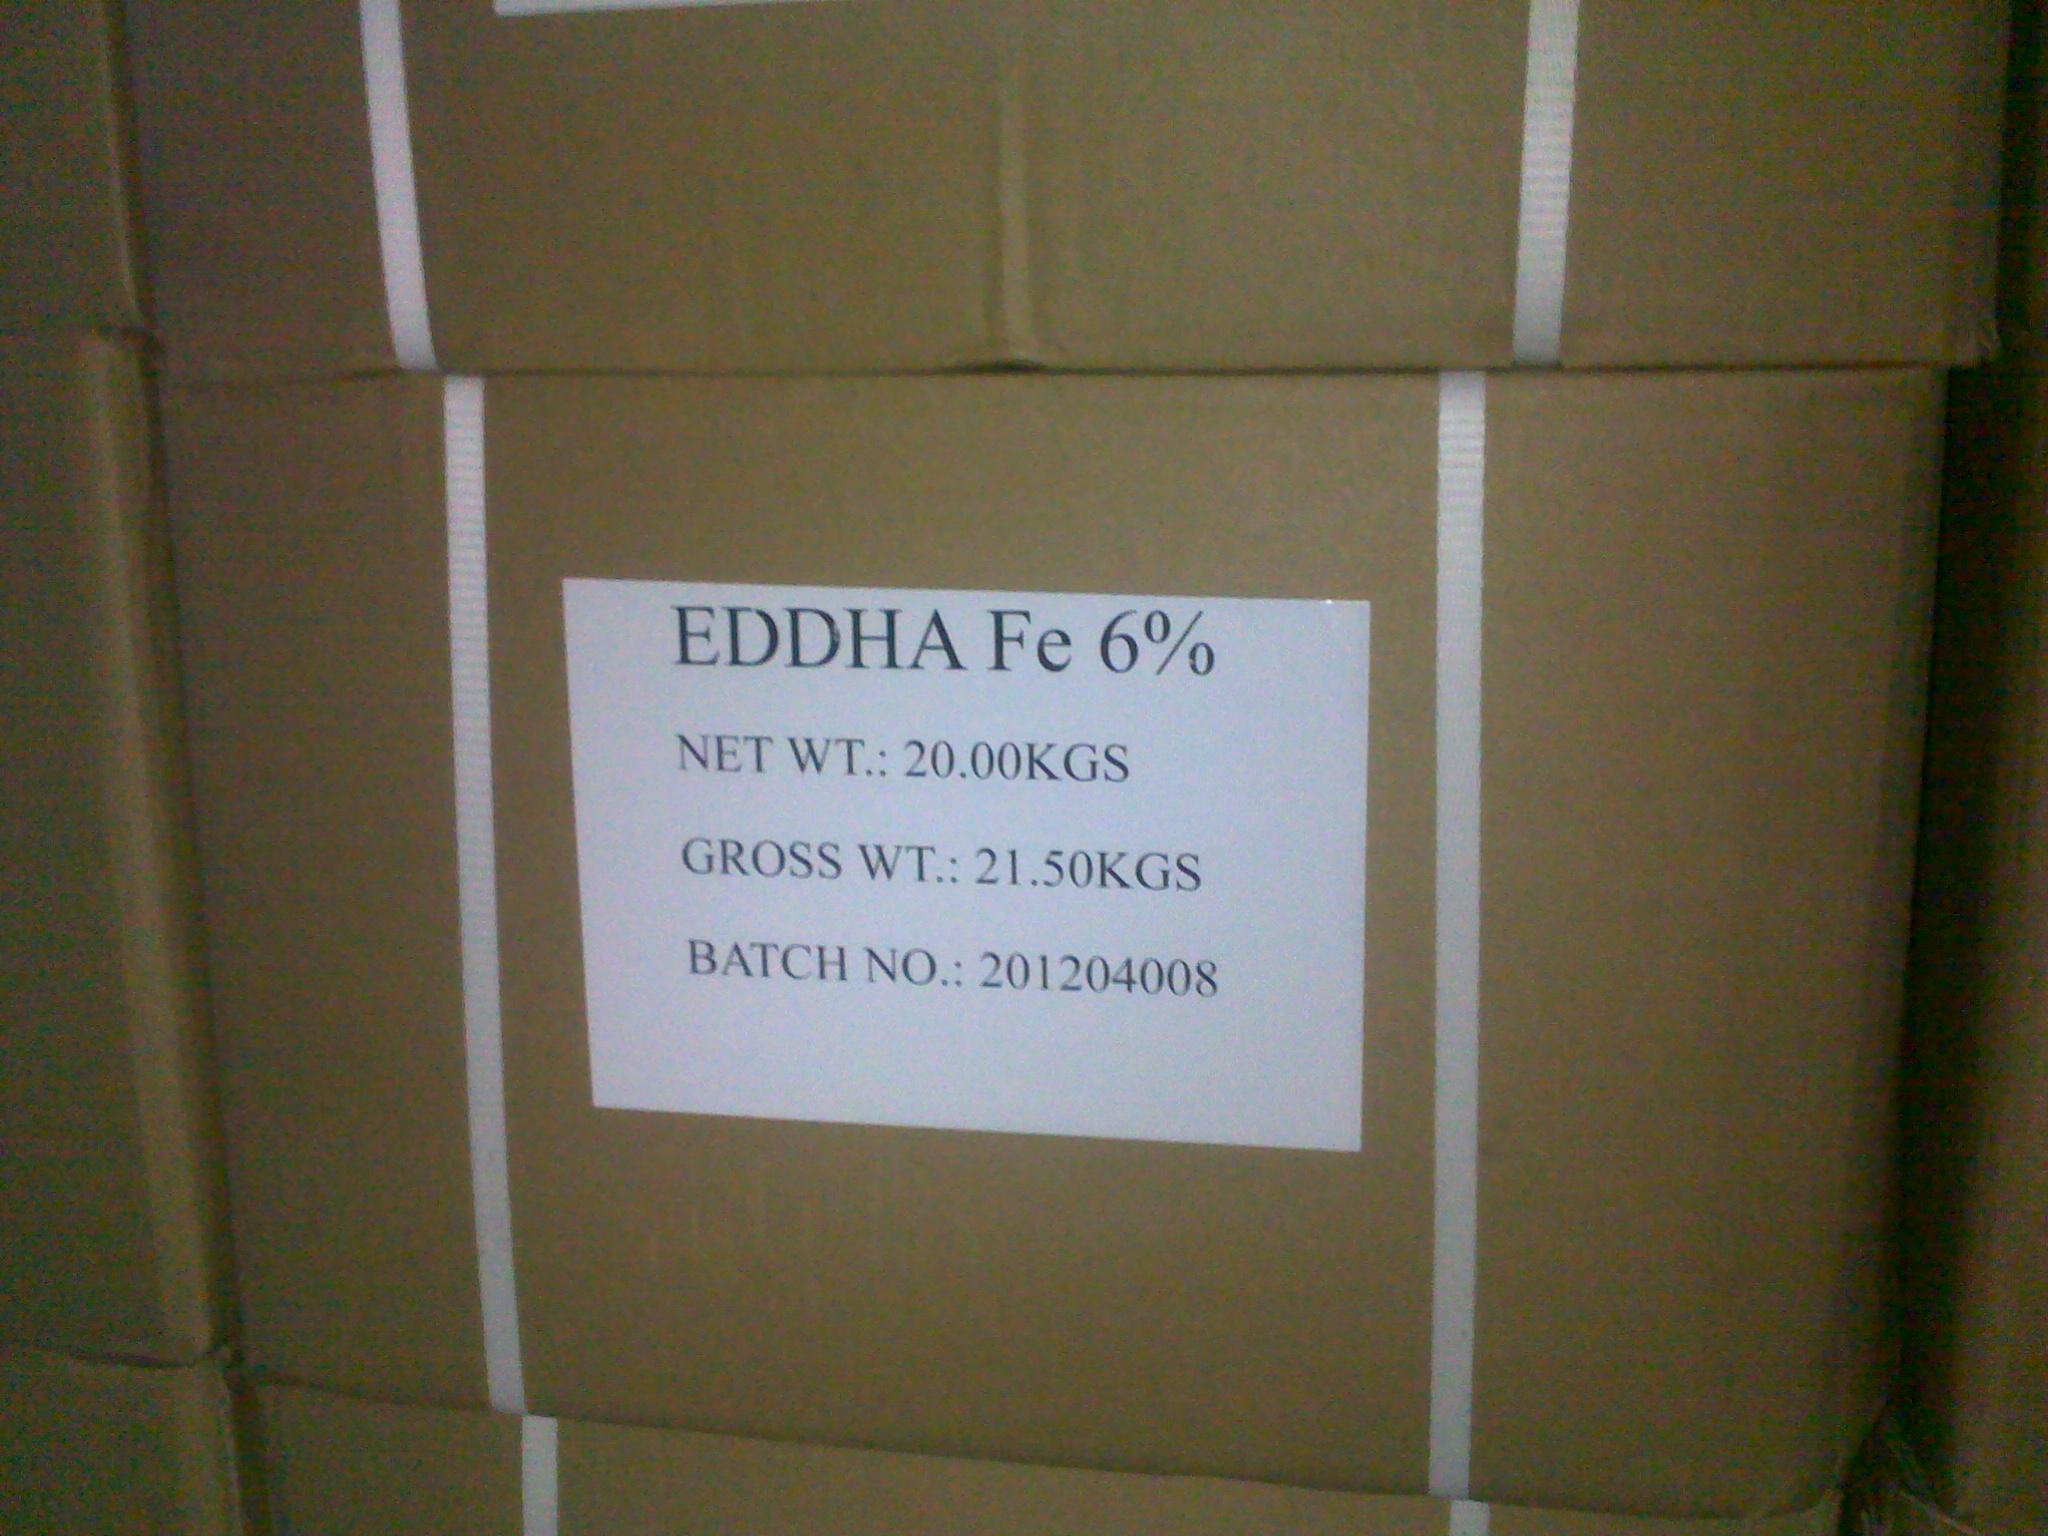 EDDHA Fe 6%
NET WT.: 20.00KGS
GROSS WT.: 21.50KGS
BATCH NO.: 201204008